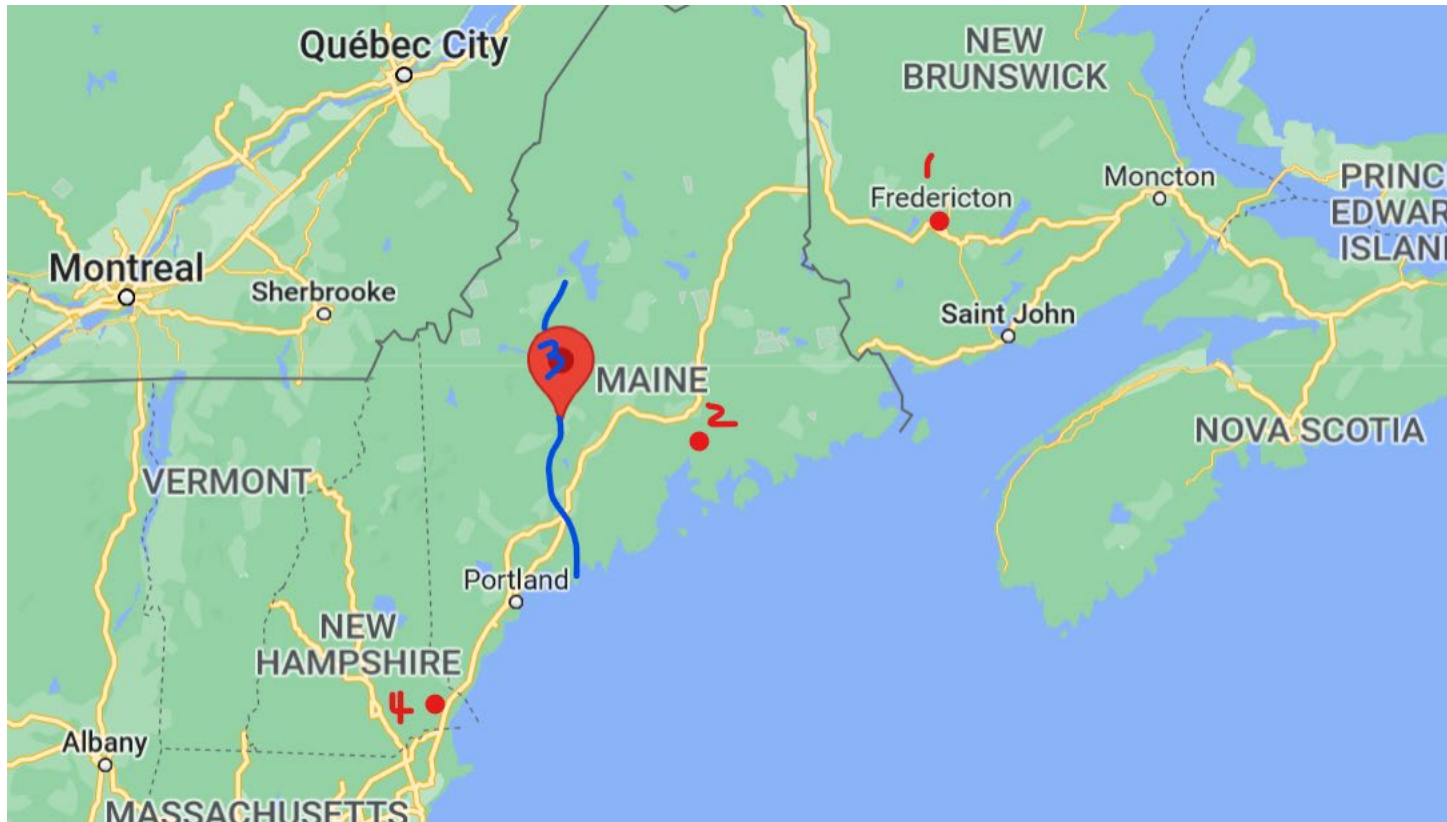 Québec City
NEW
BRUNSWICK
1
Fredericton
Moncton
PRINC
EDWAR
ISLANI
Montreal
Sherbrooke
Saint John
3
MAINE
2
NOVA SCOTIA
VERMONT
Portland
NEW
HAMPSHIRE
4
Albany
MASSACHUSETTS